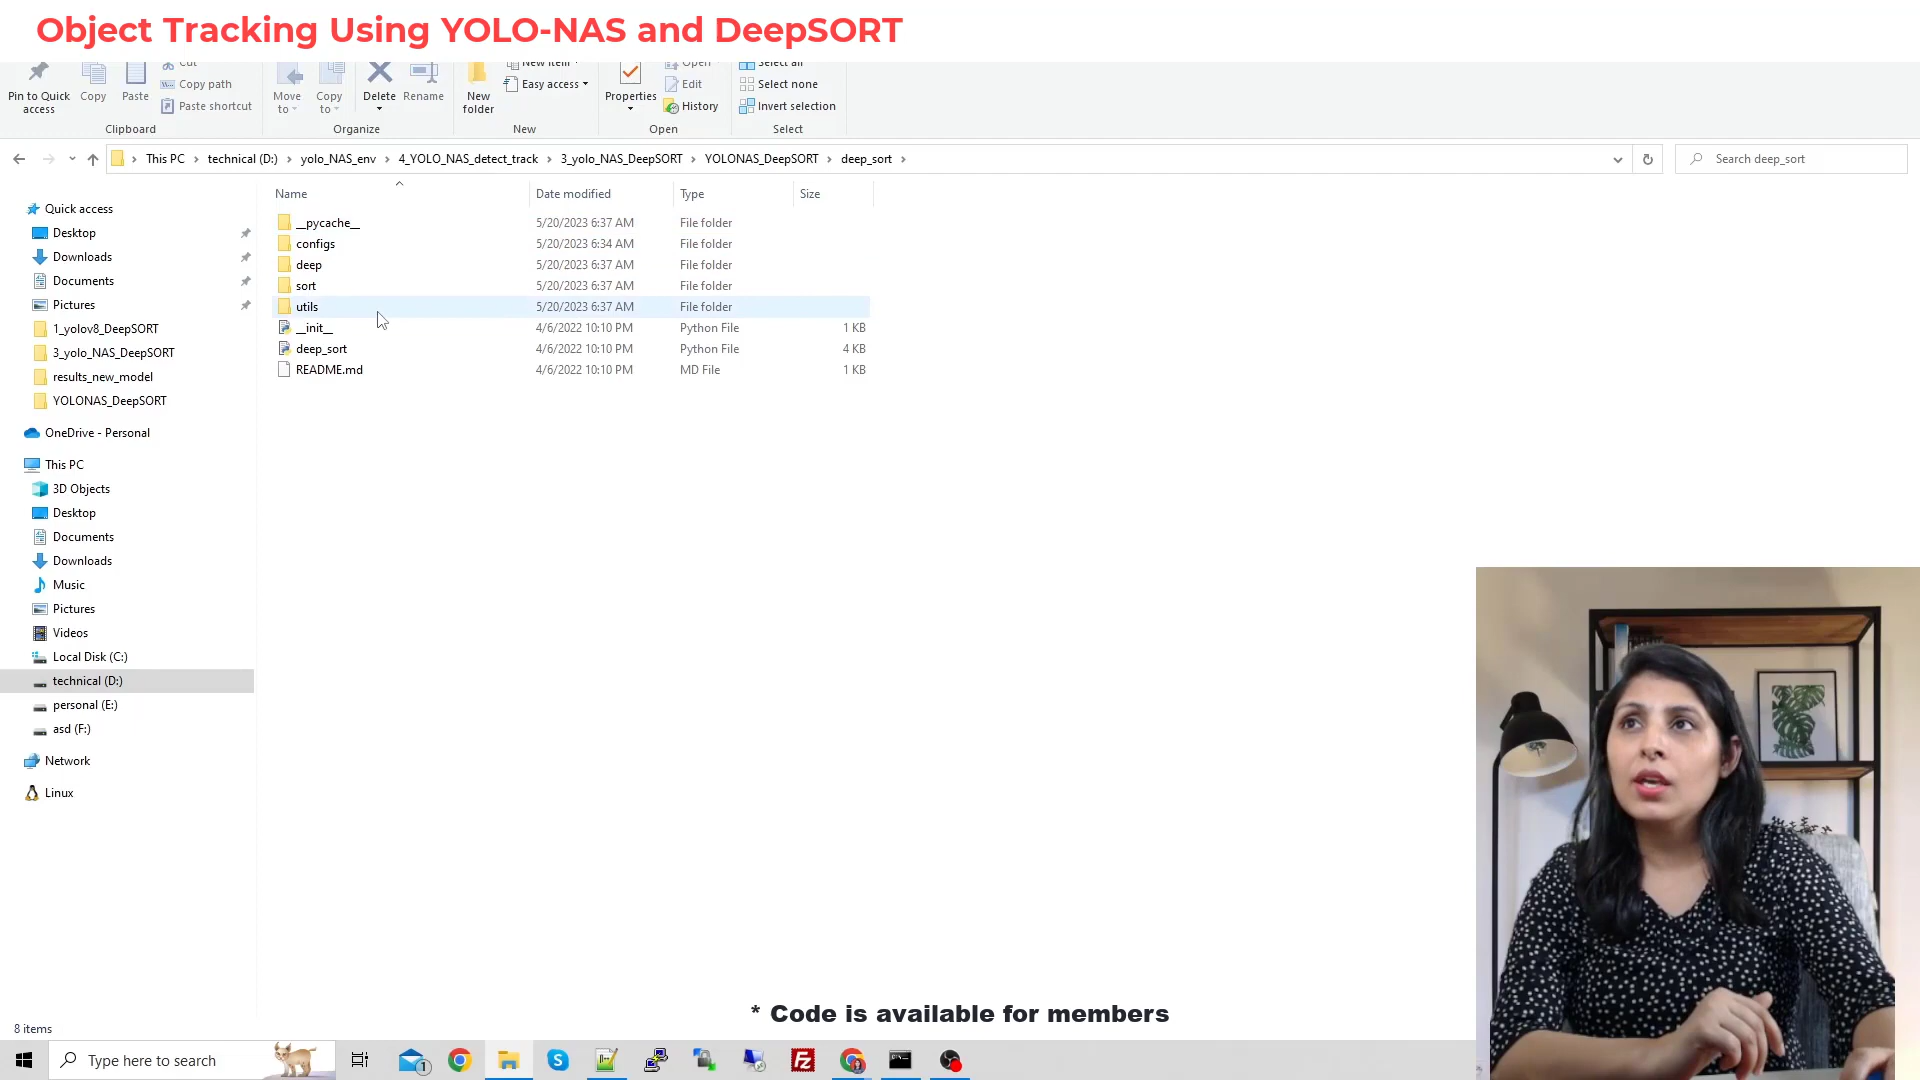 Object Tracking Using YOLO-NAS and DeepSORT
Pin to Quick access
Copy
Paste
Cut
Copy path
Paste shortcut
Clipboard
Move to
Copy to
Delete
Rename
Organize
New folder
New item
Easy access
New
Properties
Open
Edit
History
Open
Select all
Select none
Invert selection
Select
This PC > technical (D:) > yolo_NAS_env > 4_YOLO_NAS_detect_track > 3_yolo_NAS_DeepSORT > YOLONAS_DeepSORT > deep_sort >
Search deep_sort
Name Date modified Type Size
__pycache__ 5/20/2023 6:37 AM File folder
configs 5/20/2023 6:34 AM File folder
deep 5/20/2023 6:37 AM File folder
sort 5/20/2023 6:37 AM File folder
utils 5/20/2023 6:37 AM File folder
__init__ 4/6/2022 10:10 PM Python File 1 KB
deep_sort 4/6/2022 10:10 PM Python File 4 KB
README.md 4/6/2022 10:10 PM MD File 1 KB
Quick access
Desktop
Downloads
Documents
Pictures
1_yolov8_DeepSORT
3_yolo_NAS_DeepSORT
results_new_model
YOLONAS_DeepSORT
OneDrive - Personal
This PC
3D Objects
Desktop
Documents
Downloads
Music
Pictures
Videos
Local Disk (C:)
technical (D:)
personal (E:)
asd (F:)
Network
Linux
* Code is available for members
8 items
Type here to search
1